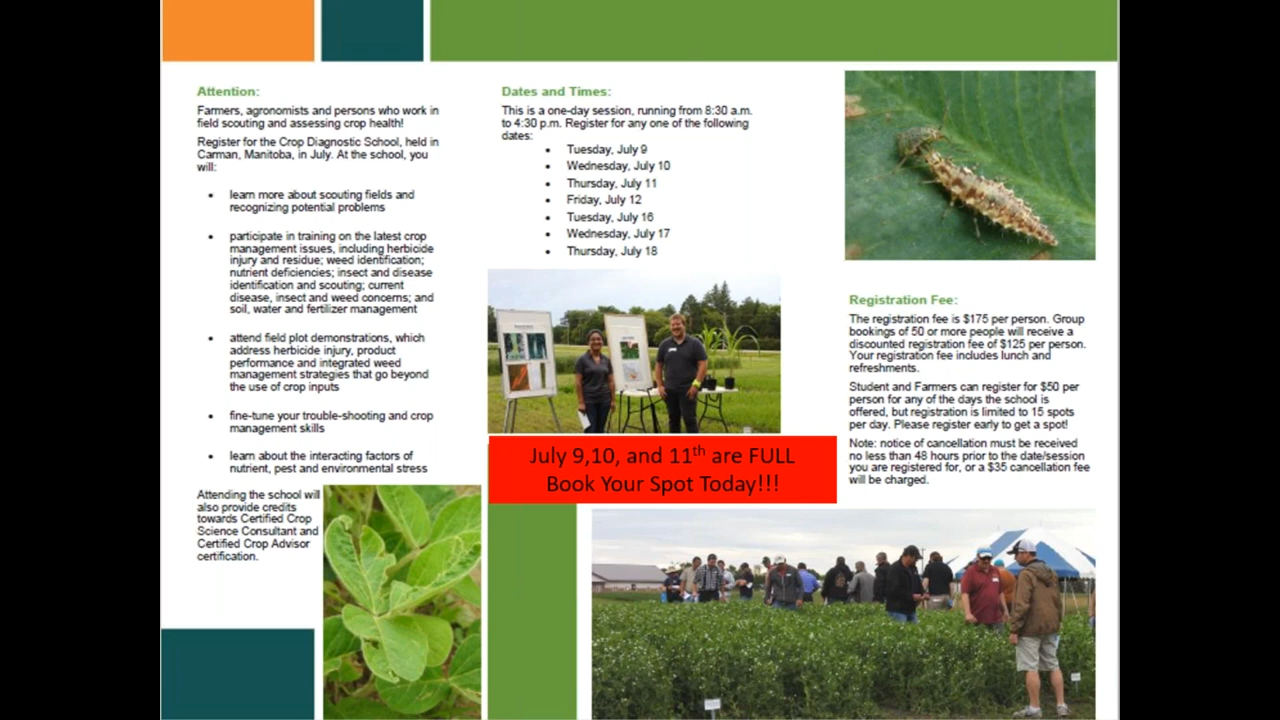 Attention:
Farmers, agronomists and persons who work in
field scouting and assessing crop health!
Register for the Crop Diagnostic School, held in
Carman, Manitoba, in July. At the school, you
will:
• learn more about scouting fields and
recognizing potential problems
• participate in training on the latest crop
management issues, including herbicide
injury and residue; weed identification;
nutrient deficiencies; insect and disease
identification and scouting; current
disease, insect and weed concerns; and
soil, water and fertilizer management
• attend field plot demonstrations, which
address herbicide injury, product
performance and integrated weed
management strategies that go beyond
the use of crop inputs
• fine-tune your trouble-shooting and crop
management skills
• learn about the interacting factors of
nutrient, pest and environmental stress
Attending the school will
also provide credits
towards Certified Crop
Science Consultant and
Certified Crop Advisor
certification.
Dates and Times:
This is a one-day session, running from 8:30 a.m.
to 4:30 p.m. Register for any one of the following
dates:
• Tuesday, July 9
• Wednesday, July 10
• Thursday, July 11
• Friday, July 12
• Tuesday, July 16
• Wednesday, July 17
• Thursday, July 18
July 9,10, and 11th are FULL
Book Your Spot Today!!!
Registration Fee:
The registration fee is $175 per person. Group
bookings of 50 or more people will receive a
discounted registration fee of $125 per person.
Your registration fee includes lunch and
refreshments.
Student and Farmers can register for $50 per
person for any of the days the school is
offered, but registration is limited to 15 spots
per day. Please register early to get a spot!
Note: notice of cancellation must be received
no less than 48 hours prior to the date/session
you are registered for, or a $35 cancellation fee
will be charged.